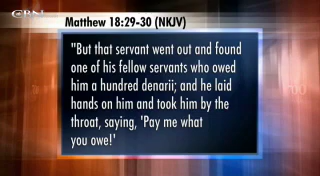 CBN
Matthew 18:29-30 (NKJV)
"But that servant went out and found
one of his fellow servants who owed
him a hundred denarii; and he laid
hands on him and took him by the
throat, saying, 'Pay me what
you owe!'